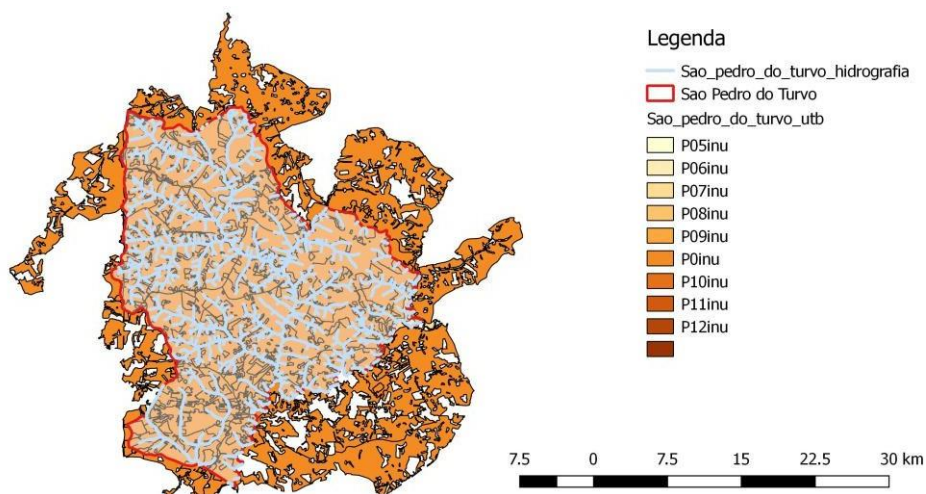 Legenda
Sao_pedro_do_turvo_hidrografia
Sao Pedro do Turvo
Sao_pedro_do_turvo_utb
P05inu
P06inu
P07inu
P08inu
P09inu
P0inu
P10inu
P11inu
P12inu
7.5 0 7.5 15 22.5 30 km